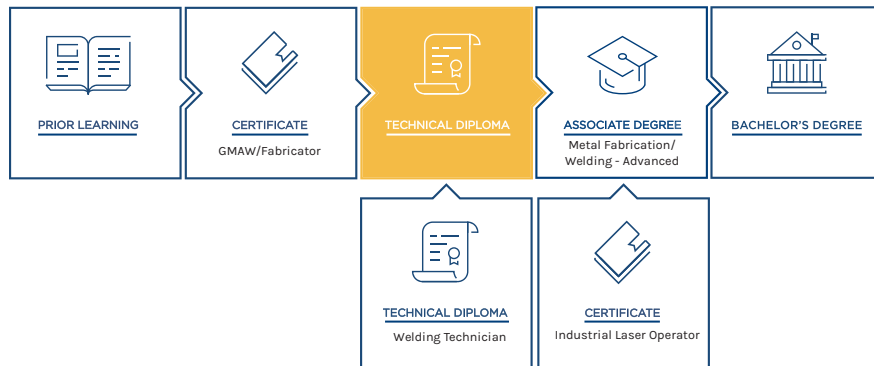 PRIOR LEARNING
CERTIFICATE
GMAW/Fabricator
TECHNICAL DIPLOMA
ASSOCIATE DEGREE
Metal Fabrication/
Welding - Advanced
BACHELOR'S DEGREE
TECHNICAL DIPLOMA
Welding Technician
CERTIFICATE
Industrial Laser Operator